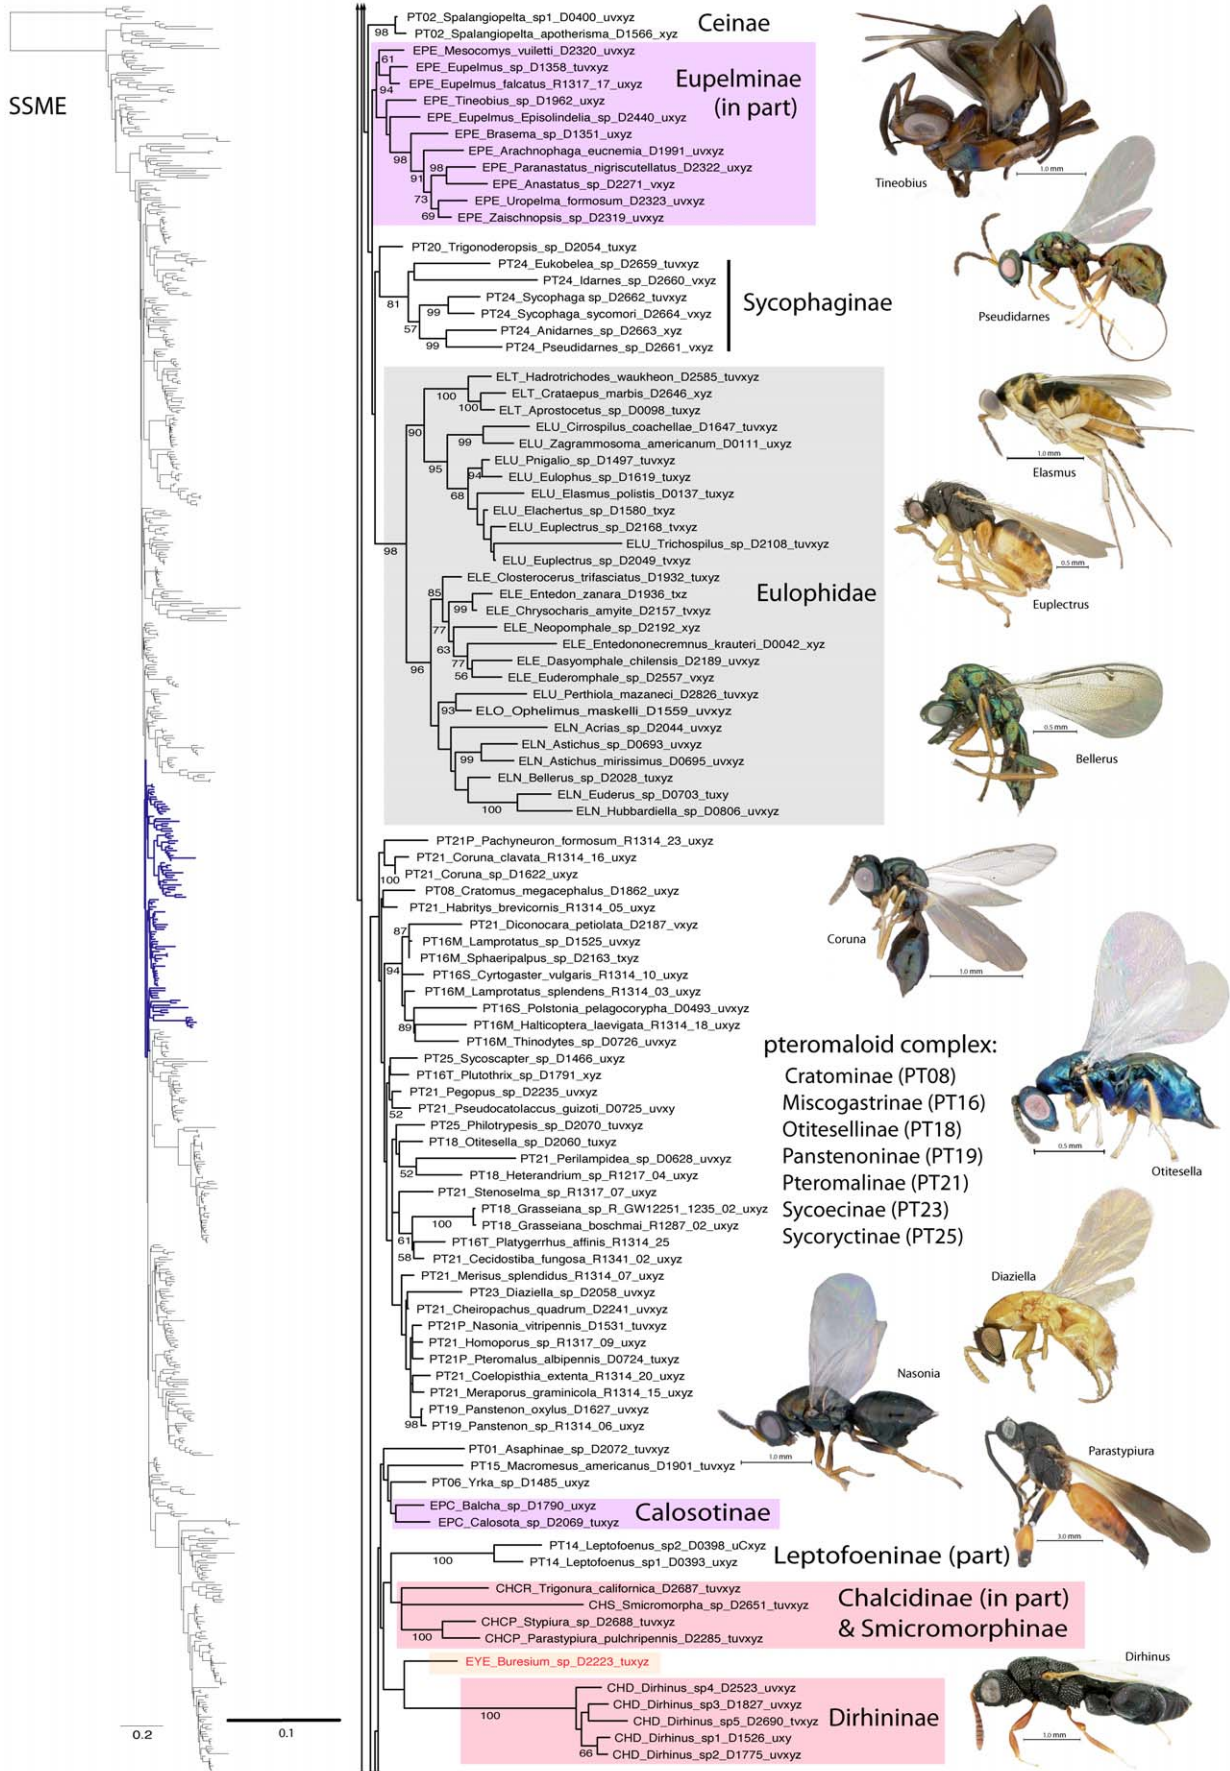 SSME
PT02_Spalangiopelta_sp1_D0400_uvxyz
98
PT02_Spalangiopelta_apotherisma_D1566_xyz
Ceinae
EPE_Mesocomys_vuiletti_D2320_uvxyz
61
EPE_Eupelmus_sp_D1358_tuvxyz
EPE_Eupelmus_falcatus_R1317_17_uxyz
94
EPE_Tineobius_sp_D1962_uxyz
EPE_Eupelmus_Episolindelia_sp_D2440_uxyz
EPE_Brasema_sp_D1351_uxyz
98
EPE_Arachnophaga_eucnemia_D1991_uvxyz
98
EPE_Paranastatus_nigriscutellatus_D2322_uxyz
91
EPE_Anastatus_sp_D2271_vxyz
73
EPE_Uropelma_formosum_D2323_uvxyz
69
EPE_Zaischnopsis_sp_D2319_uvxyz
Eupelminae
(in part)
PT20_Trigonoderopsis_sp_D2054_tuxyz
PT24_Eukobelea_sp_D2659_tuvxyz
PT24_Idarnes_sp_D2660_vxyz
81
PT24_Sycophaga sp_D2662_tuvxyz
99
PT24_Sycophaga_sycomori_D2664_vxyz
57
PT24_Anidarnes_sp_D2663_xyz
99
PT24_Pseudidarnes_sp_D2661_vxyz
Sycophaginae
ELT_Hadrotrichodes_waukheon_D2585_tuvxyz
100
ELT_Crataepus_marbis_D2646_xyz
100
ELT_Aprostocetus_sp_D0098_tuxyz
90
ELU_Cirrospilus_coachellae_D1647_tuvxyz
99
ELU_Zagrammosoma_americanum_D0111_uxyz
95
ELU_Pnigalio_sp_D1497_tuvxyz
94
ELU_Eulophus_sp_D1619_tuxyz
68
ELU_Elasmus_polistis_D0137_tuxyz
ELU_Elachertus_sp_D1580_txyz
ELU_Euplectrus_sp_D2168_tvxyz
ELU_Trichospilus_sp_D2108_tuvxyz
98
ELU_Euplectrus_sp_D2049_tvxyz
ELE_Closterocerus_trifasciatus_D1932_tuxyz
85
ELE_Entedon_zanara_D1936_txz
99
ELE_Chrysocharis_amyite_D2157_tvxyz
77
ELE_Neopomphale_sp_D2192_xyz
63
ELE_Entedononecremnus_krauteri_D0042_xyz
77
ELE_Dasyomphale_chilensis_D2189_uvxyz
96
56
ELE_Euderomphale_sp_D2557_vxyz
ELU_Perthiola_mazaneci_D2826_tuvxyz
93
ELO_Ophelimus_maskelli_D1559_uvxyz
ELN_Acrias_sp_D2044_uvxyz
ELN_Astichus_sp_D0693_uvxyz
99
ELN_Astichus_mirissimus_D0695_uvxyz
ELN_Bellerus_sp_D2028_tuxyz
ELN_Euderus_sp_D0703_tuxy
100
ELN_Hubbardiella_sp_D0806_uvxyz
Eulophidae
PT21P_Pachyneuron_formosum_R1314_23_uxyz
PT21_Coruna_clavata_R1314_16_uxyz
PT21_Coruna_sp_D1622_uxyz
100
PT08_Cratomus_megacephalus_D1862_uxyz
PT21_Habritys_brevicornis_R1314_05_uxyz
PT21_Diconocara_petiolata_D2187_vxyz
87
PT16M_Lamprotatus_sp_D1525_uvxyz
PT16M_Sphaeripalpus_sp_D2163_txyz
94
PT16S_Cyrtogaster_vulgaris_R1314_10_uxyz
PT16M_Lamprotatus_splendens_R1314_03_uxyz
PT16S_Polstonia_pelagocorypha_D0493_uvxyz
89
PT16M_Halticoptera_laevigata_R1314_18_uxyz
PT16M_Thinodytes_sp_D0726_uvxyz
PT25_Sycoscapter_sp_D1466_uxyz
PT16T_Plutothrix_sp_D1791_xyz
PT21_Pegopus_sp_D2235_uvxyz
52
PT21_Pseudocatolaccus_guizoti_D0725_uvxy
PT25_Philotrypesis_sp_D2070_tuvxyz
PT18_Otitesella_sp_D2060_tuxyz
PT21_Perilampidea_sp_D0628_uvxyz
52
PT18_Heterandrium_sp_R1217_04_uxyz
PT21_Stenoselma_sp_R1317_07_uxyz
PT18_Grasseiana_sp_R_GW12251_1235_02_uxyz
100
PT18_Grasseiana_boschmai_R1287_02_uxyz
61
PT16T_Platygerrhus_affinis_R1314_25
58
PT21_Cecidostiba_fungosa_R1341_02_uxyz
PT21_Merisus_splendidus_R1314_07_uxyz
PT23_Diaziella_sp_D2058_uvxyz
PT21_Cheiropachus_quadrum_D2241_uvxyz
PT21P_Nasonia_vitripennis_D1531_tuvxyz
PT21_Homoporus_sp_R1317_09_uxyz
PT21P_Pteromalus_albipennis_D0724_tuxyz
PT21_Coelopisthia_extenta_R1314_20_uxyz
PT21_Meraporus_graminicola_R1314_15_uxyz
PT19_Panstenon_oxylus_D1627_uvxyz
98
PT19_Panstenon_sp_R1314_06_uxyz
pteromaloid complex:
Cratominae (PT08)
Miscogastrinae (PT16)
Otitesellinae (PT18)
Panstenoninae (PT19)
Pteromalinae (PT21)
Sycoecinae (PT23)
Sycoryctinae (PT25)
PT01_Asaphinae_sp_D2072_tuvxyz
PT15_Macromesus_americanus_D1901_tuvxyz
PT06_Yrka_sp_D1485_uxyz
EPC_Balcha_sp_D1790_uxyz
EPC_Calosota_sp_D2069_tuxyz
Calosotinae
PT14_Leptofoenus_sp2_D0398_uCxyz
100
PT14_Leptofoenus_sp1_D0393_uxyz
Leptofoeninae (part)
CHCR_Trigonura_californica_D2687_tuvxyz
CHS_Smicromorpha_sp_D2651_tuvxyz
CHCP_Stypiura_sp_D2688_tuvxyz
100
CHCP_Parastypiura_pulchripennis_D2285_tuvxyz
Chalcidinae (in part)
& Smicromorphinae
EYE_Buresium_sp_D2223_tuxyz
CHD_Dirhinus_sp4_D2523_uvxyz
CHD_Dirhinus_sp3_D1827_uvxyz
100
CHD_Dirhinus_sp5_D2690_tvxyz
CHD_Dirhinus_sp1_D1526_uxy
66
CHD_Dirhinus_sp2_D1775_uvxyz
Dirhininae
0.2
0.1
Tineobius
1.0 mm
Pseudidarnes
1.0 mm
Elasmus
0.5 mm
Euplectrus
0.5 mm
Bellerus
Coruna
1.0 mm
0.5 mm
Otitesella
Diaziella
Nasonia
1.0 mm
Parastypiura
3.0 mm
Dirhinus
1.0 mm